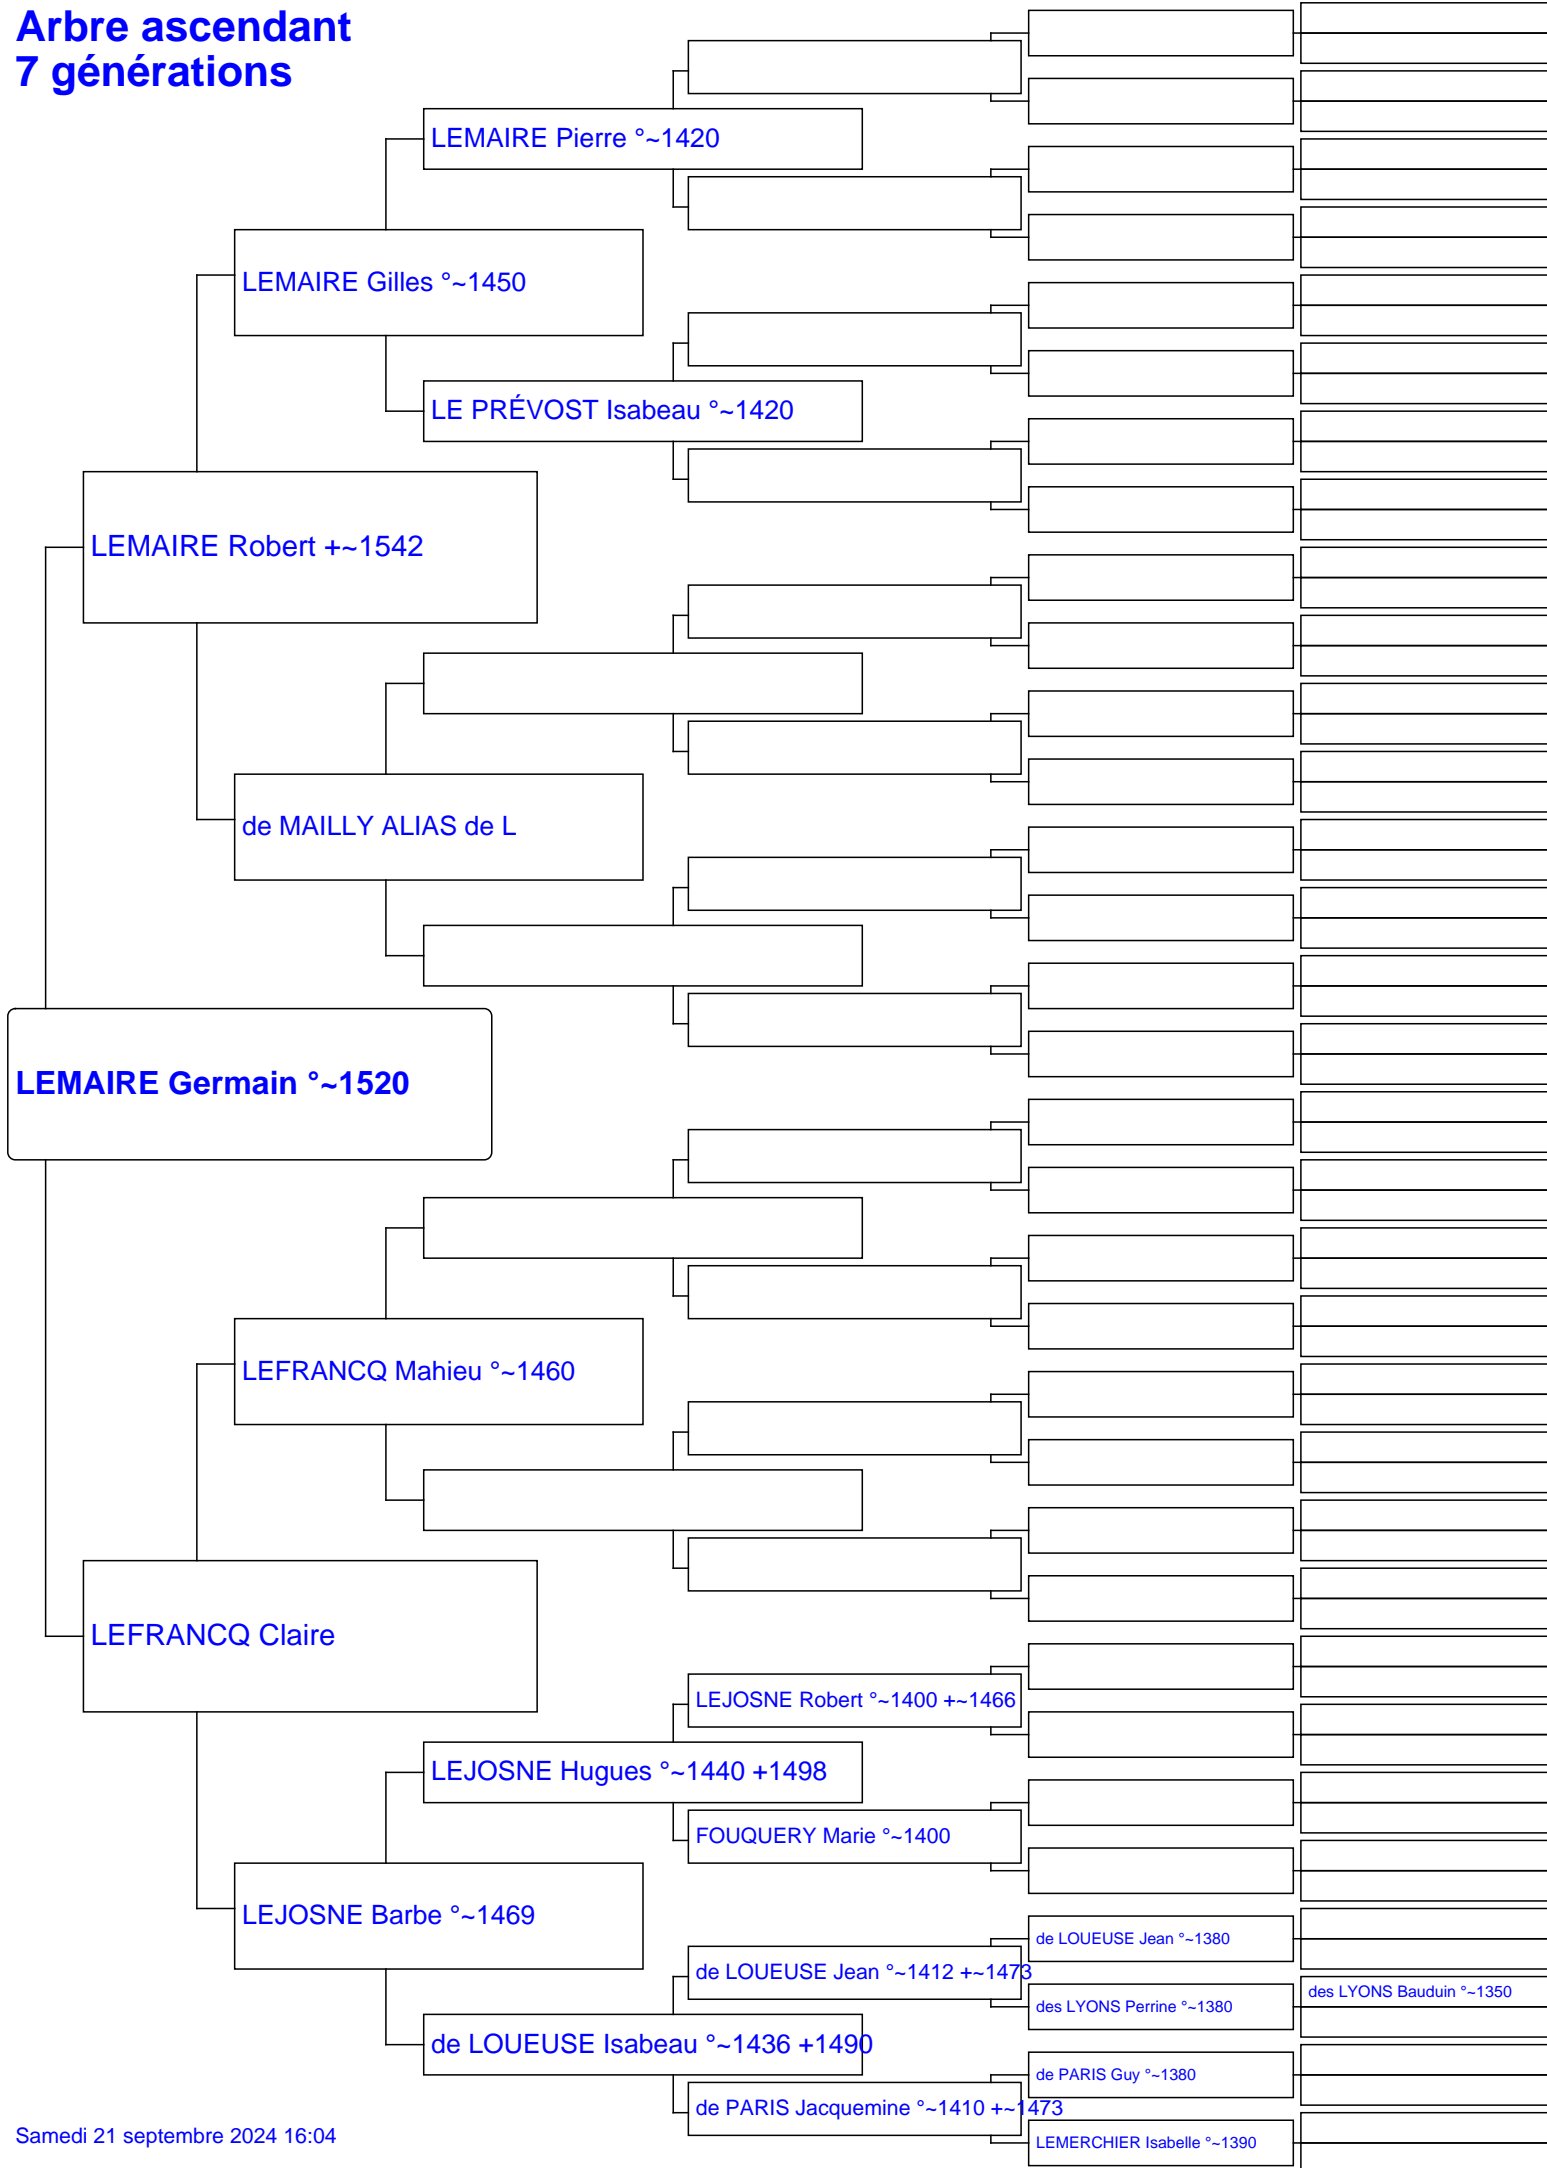 Arbre ascendant
7 générations
LEMAIRE Pierre °~1420
LEMAIRE Gilles °~1450
LE PRÉVOST Isabeau °~1420
LEMAIRE Robert +~1542
de MAILLY ALIAS de L
LEMAIRE Germain °~1520
LEFRANCQ Mahieu °~1460
LEFRANCQ Claire
LEJOSNE Robert °~1400 +~1466
LEJOSNE Hugues °~1440 +1498
FOUQUERY Marie °~1400
LEJOSNE Barbe °~1469
de LOUEUSE Jean °~1380
de LOUEUSE Jean °~1412 +~1473
des LYONS Bauduin °~1350
des LYONS Perrine °~1380
de LOUEUSE Isabeau °~1436 +1490
de PARIS Guy °~1380
de PARIS Jacquemine °~1410 +~1473
LEMERCHIER Isabelle °~1390
Samedi 21 septembre 2024 16:04